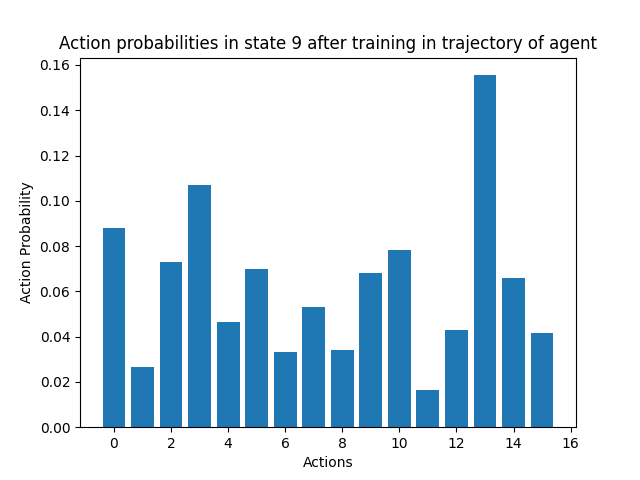 Action probabilities in state 9 after training in trajectory of agent
0.16
0.14
0.12
0.10
0.08
0.06
0.04
0.02
0.00
Action Probability
0 2 4 6 8 10 12 14 16
Actions